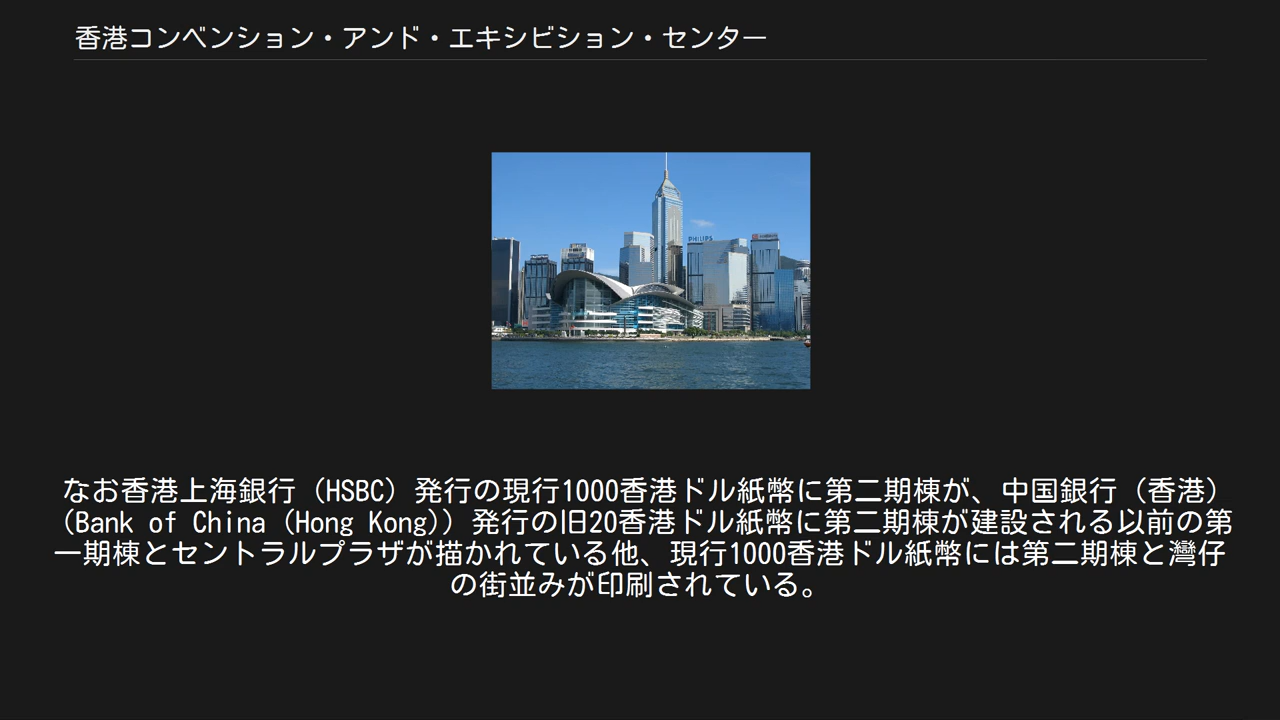 香港コンベンション・アンド・エキシビション・センター
PHILIPS
なお香港上海銀行（HSBC）発行の現行1000香港ドル紙幣に第二期棟が、中国銀行（香港）
（Bank of China（Hong Kong））発行の旧20香港ドル紙幣に第二期棟が建設される以前の第
一期棟とセントラルプラザが描かれている他、現行1000香港ドル紙幣には第二期棟と灣仔
の街並みが印刷されている。